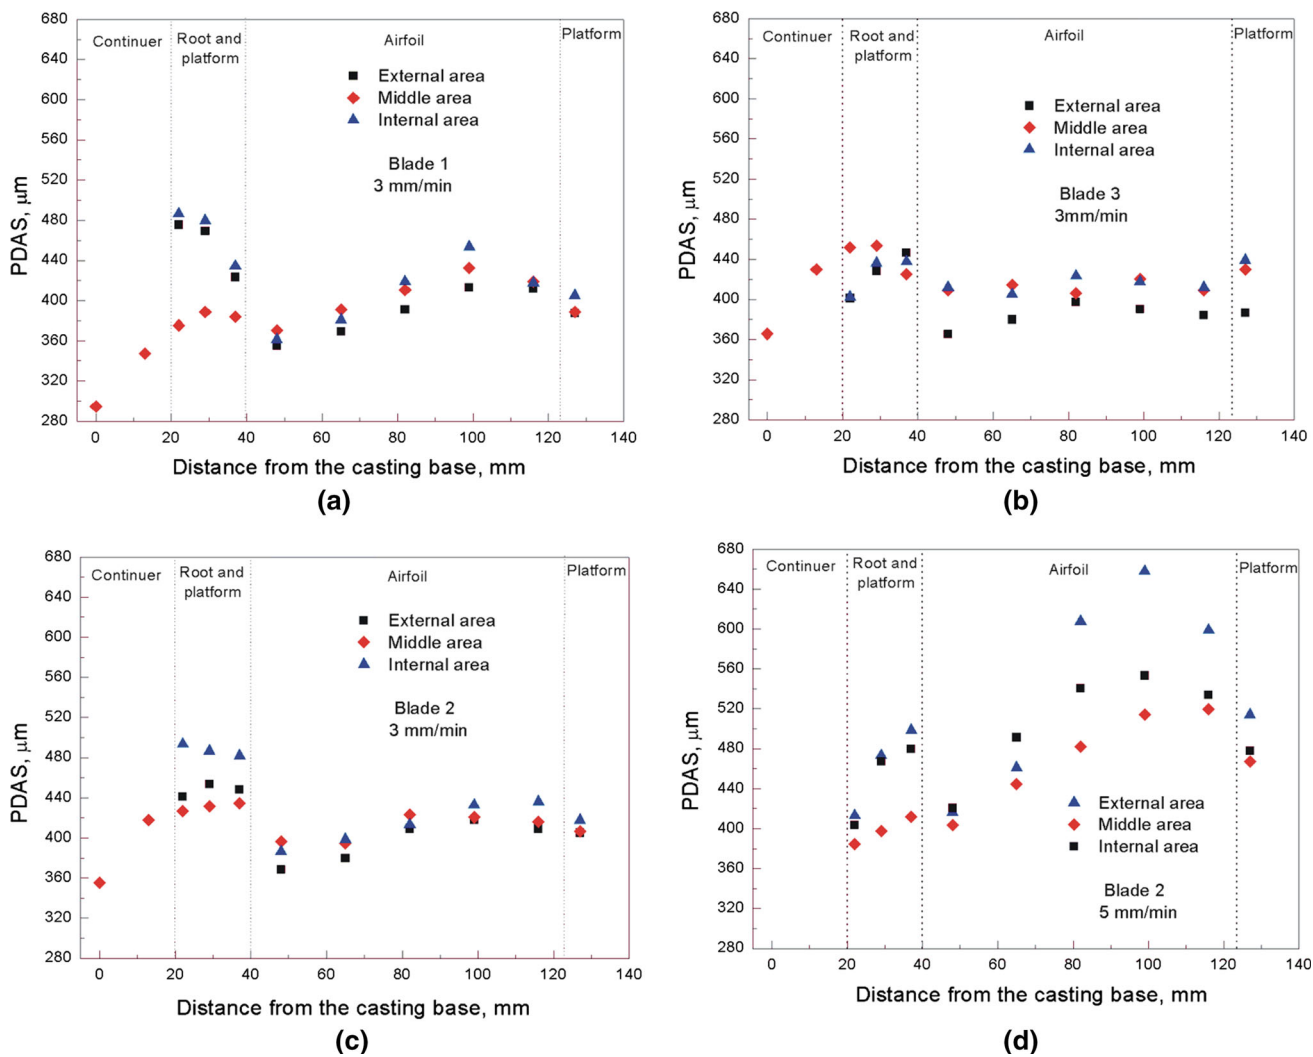 680
640
600
560
520
480
440
400
360
320
280
PDAS, μm
Continuer
Root and
platform
Airfoil
Platform
External area
Middle area
Internal area
Blade 1
3 mm/min
0 20 40 60 80 100 120 140
Distance from the casting base, mm
(a)
680
640
600
560
520
480
440
400
360
320
280
PDAS, μm
Continuer
Root and
platform
Airfoil
Platform
External area
Middle area
Internal area
Blade 3
3mm/min
0 20 40 60 80 100 120 140
Distance from the casting base, mm
(b)
680
640
600
560
520
480
440
400
360
320
280
PDAS, μm
Continuer
Root and
platform
Airfoil
Platform
External area
Middle area
Internal area
Blade 2
3 mm/min
0 20 40 60 80 100 120 140
Distance from the casting base, mm
(c)
680
640
600
560
520
480
440
400
360
320
280
PDAS, μm
Continuer
Root and
platform
Airfoil
Platform
External area
Middle area
Internal area
Blade 2
5 mm/min
0 20 40 60 80 100 120 140
Distance from the casting base, mm
(d)